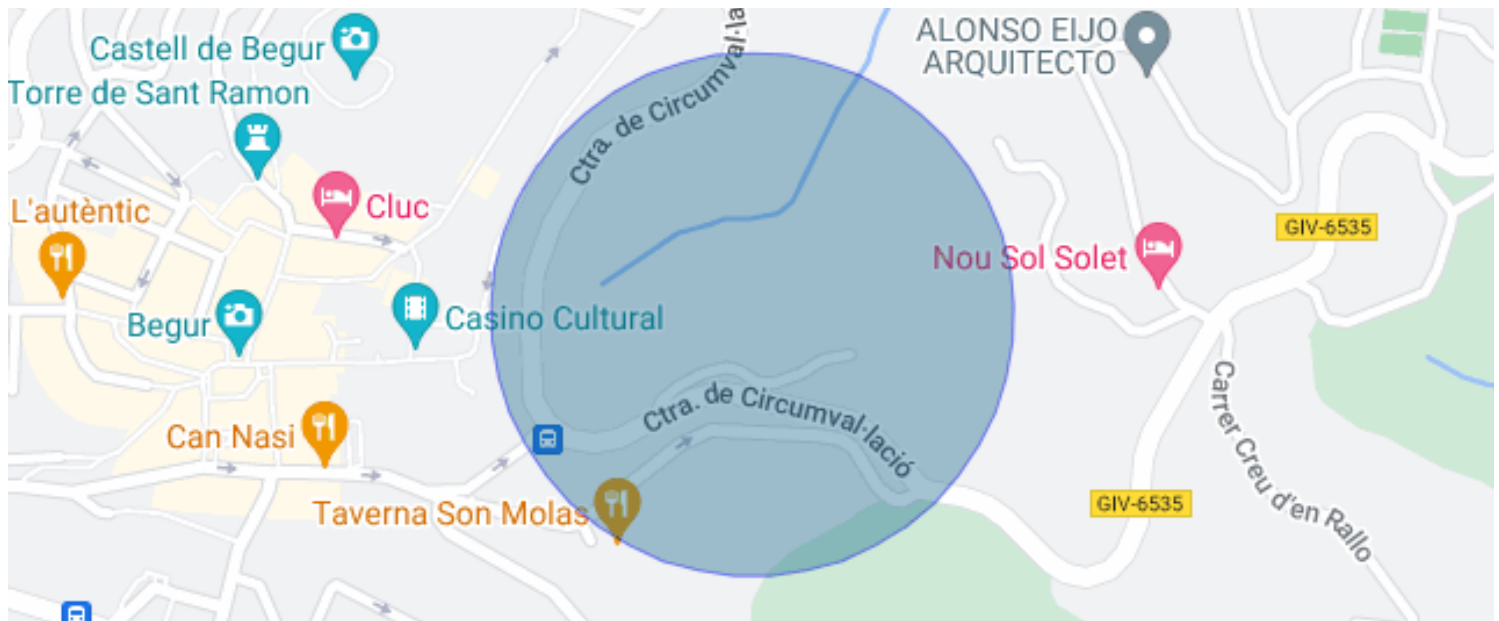 Castell de Begur
Torre de Sant Ramon
L'autèntic
Cluc
Begur
Casino Cultural
Can Nasi
Taverna Son Molas
Ctra. de Circumval·la
Ctra. de Circumval·lació
ALONSO EIJO
ARQUITECTO
Nou Sol Solet
GIV-6535
GIV-6535
Carrer Creu d'en Rallo